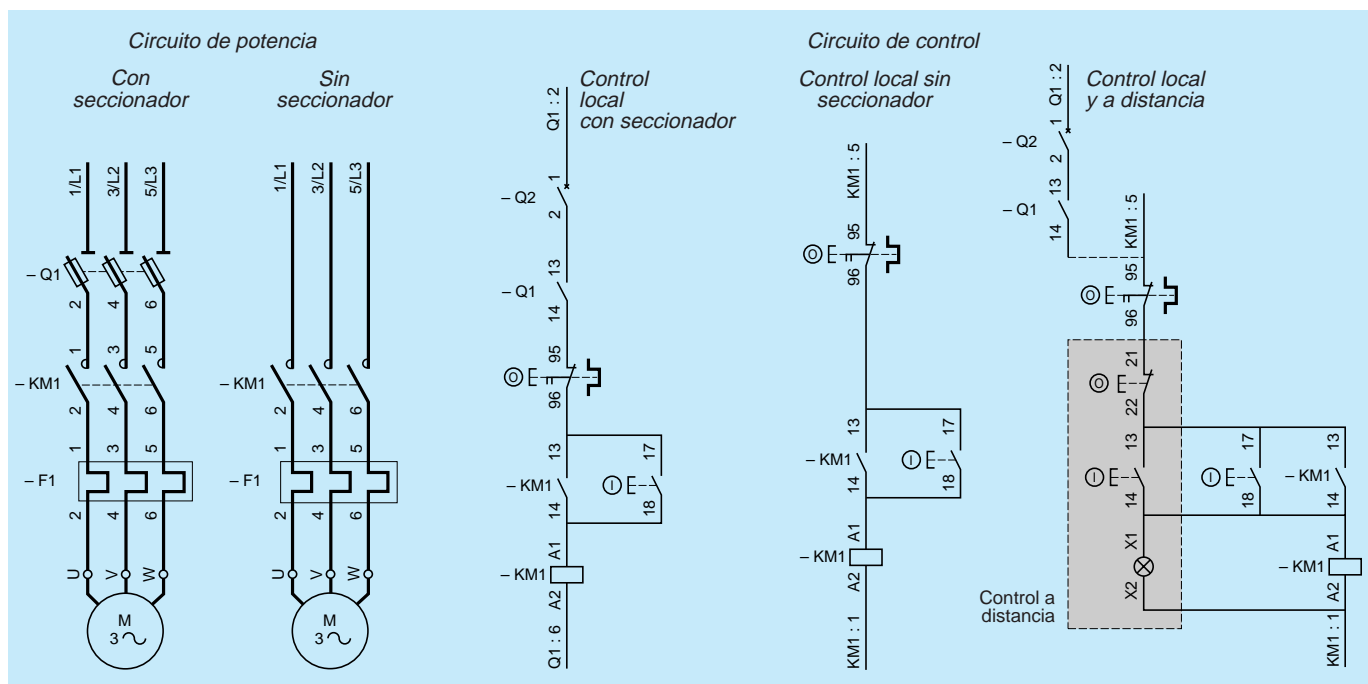 Circuito de potencia
Circuito de control
Con
seccionador
Sin
seccionador
Control
local
con seccionador
Control local sin
seccionador
Control local
y a distancia
1/L1 3/L2 5/L3
– Q1
2 4 6
1 3 5
– KM1
2 4 6
1 3 5
– F1
2 4 6
U V W
M
3
1/L1 3/L2 5/L3
– KM1
2 4 6
1 3 5
– F1
2 4 6
U V W
M
3
Q1 : 2
1
– Q2
2
13
– Q1
14
95
O
96
13 17
– KM1 I
14 18
A1
– KM1
A2
Q1 : 6
KM1 : 5
95
O
96
13 17
– KM1 I
14 18
A1
– KM1
A2
KM1 : 1
Q1 : 2
1
– Q2
2
13
– Q1
14
KM1 : 5
95
O
96
21
O
22
13 17 13
I I – KM1
14 18 14
X1 A1
– KM1
X2 A2
Control a
distancia
KM1 : 1